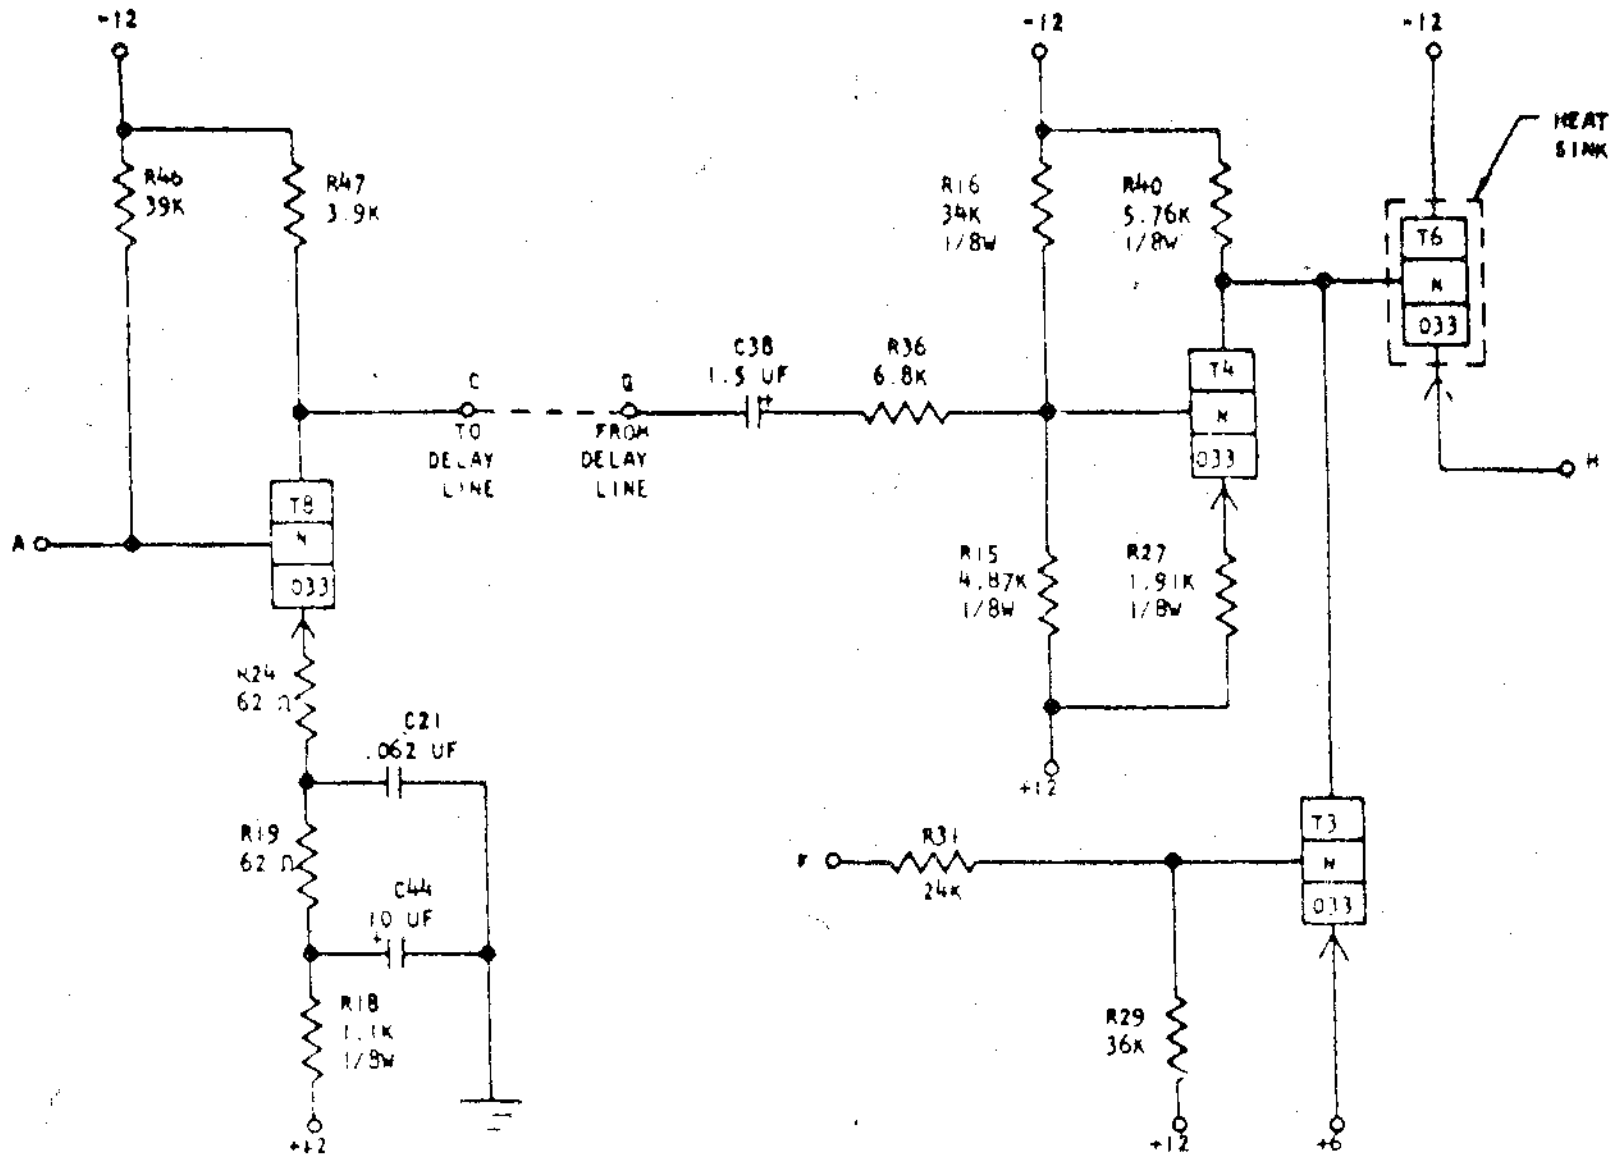 -12
-12
-12
HEAT
SINK
R46
39K
R47
3.9K
R16
34K
1/8W
R40
5.76K
1/8W
T6
N
033
C38
1.5 UF
+
R36
6.8K
T4
N
033
C
TO
DELAY
LINE
Q
FROM
DELAY
LINE
H
T8
N
033
A
R15
4.87K
1/8W
R27
1.91K
1/8W
R24
62 Ω
C21
.062 UF
+12
R19
62 Ω
C44
10 UF
+
R31
24K
T3
N
033
R18
1.1K
1/8W
R29
36K
+12
+12
+6